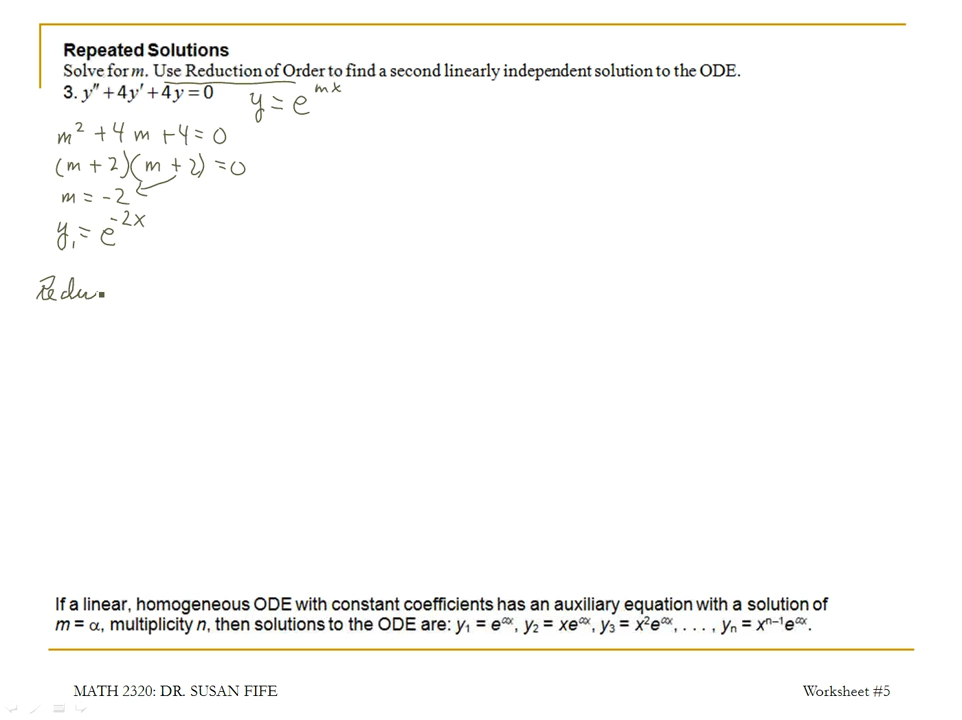 Repeated Solutions
Solve for m. Use Reduction of Order to find a second linearly independent solution to the ODE.
3. y″ + 4y′ + 4y = 0
y = e^{mx}
m² + 4m + 4 = 0
(m + 2)(m + 2) = 0
m = -2
y₁ = e^{-2x}
Redu
If a linear, homogeneous ODE with constant coefficients has an auxiliary equation with a solution of
m = α, multiplicity n, then solutions to the ODE are: y₁ = e^{αx}, y₂ = xe^{αx}, y₃ = x²e^{αx}, . . . , yₙ = x^{n–1}e^{αx}.
MATH 2320: DR. SUSAN FIFE
Worksheet #5